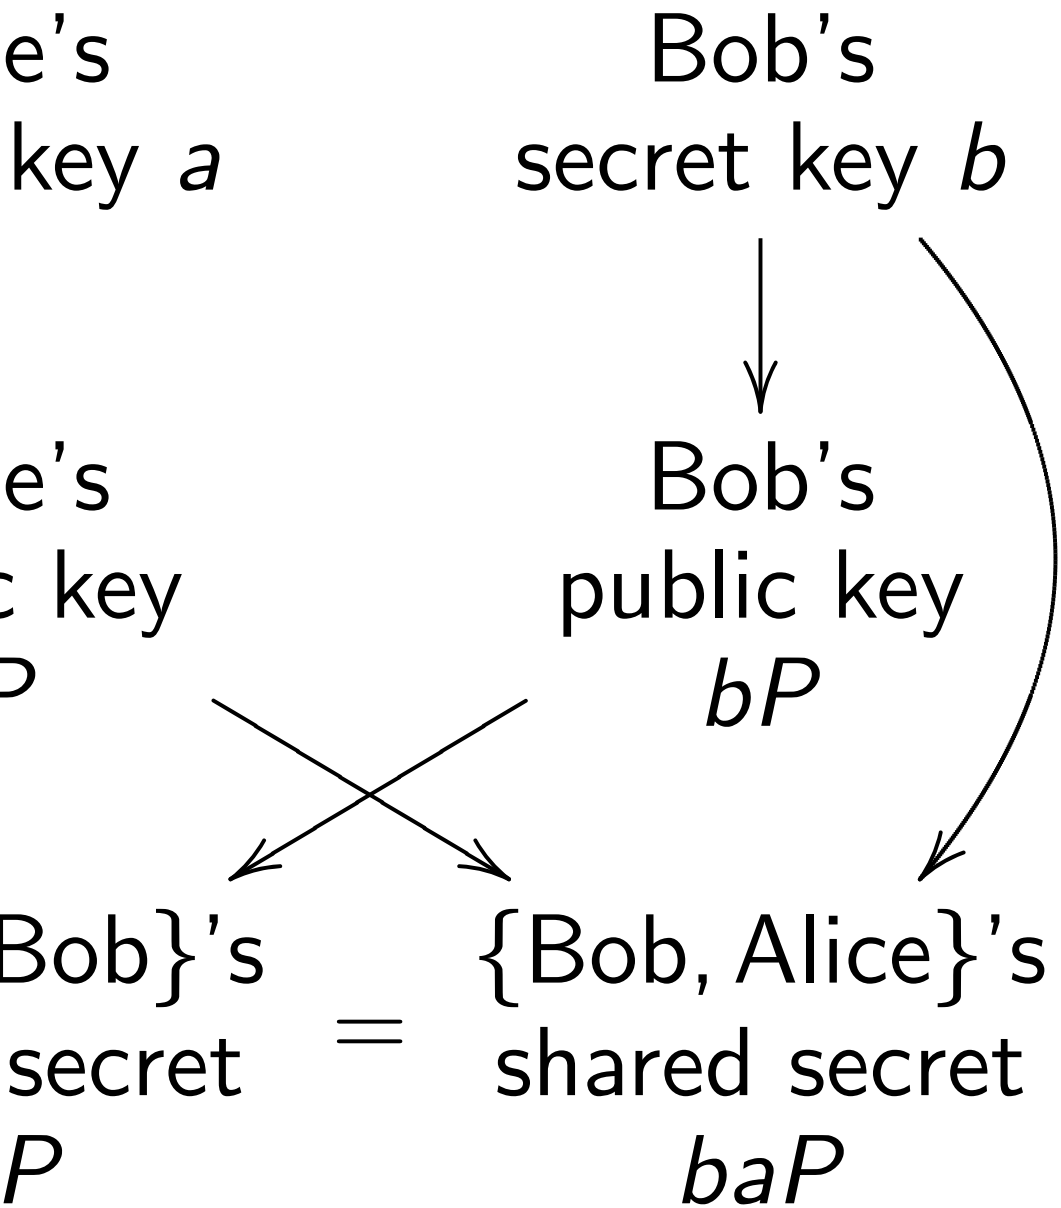 e's
key a
Bob's
secret key b
e's
c key
P
Bob's
public key
bP
Bob}'s
secret
P
=
{Bob, Alice}'s
shared secret
baP